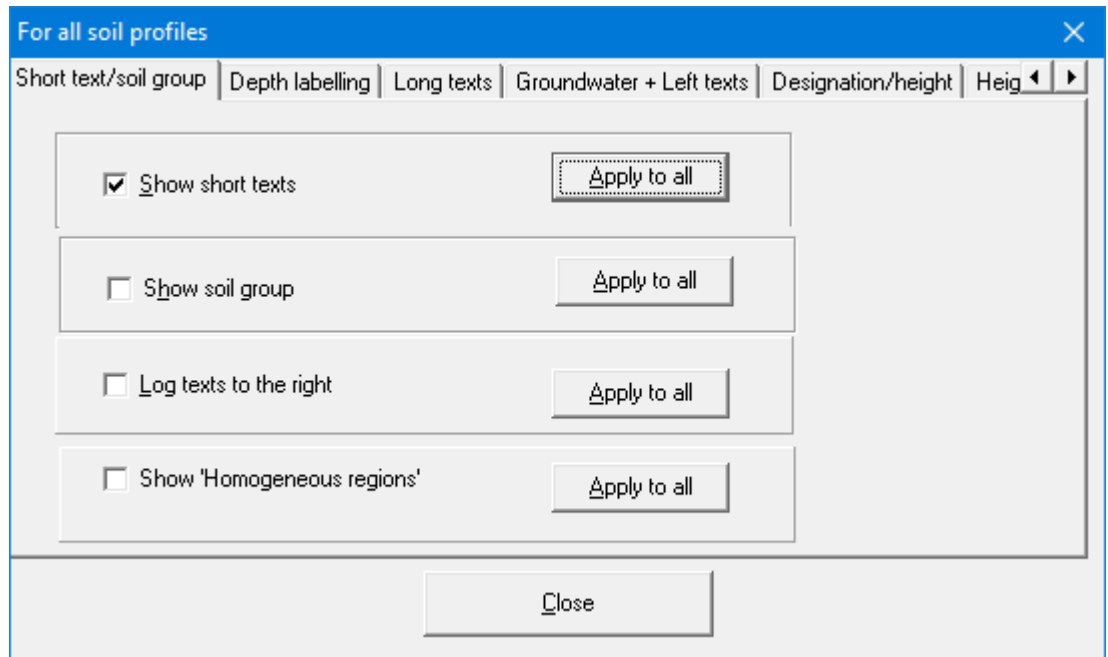 For all soil profiles
Short text/soil group Depth labelling Long texts Groundwater + Left texts Designation/height Heig
Show short texts Apply to all
Show soil group Apply to all
Log texts to the right Apply to all
Show 'Homogeneous regions' Apply to all
Close